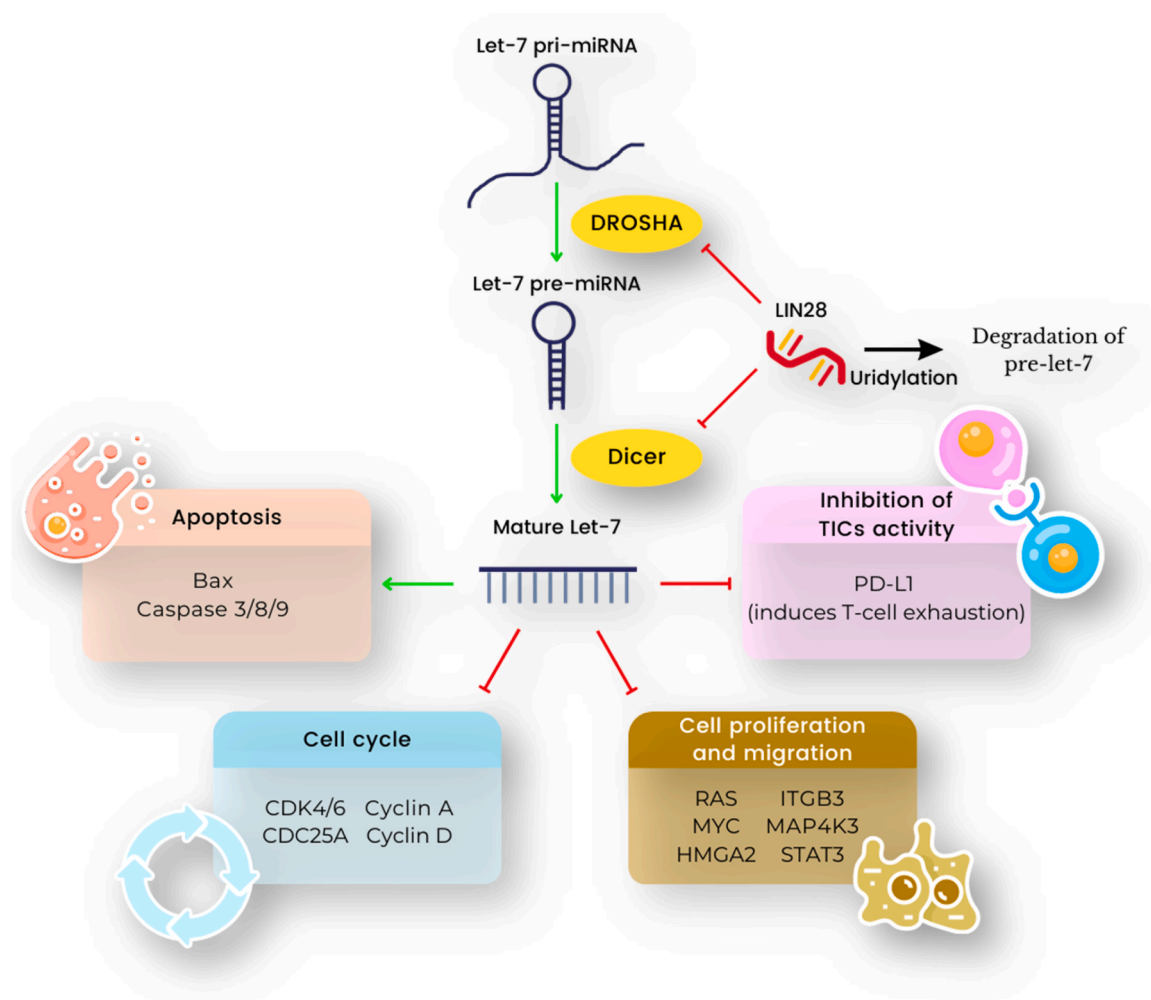 Let-7 pri-miRNA
DROSHA
Let-7 pre-miRNA
LIN28
Uridylation
Degradation of
pre-let-7
Dicer
Mature Let-7
Apoptosis
Bax
Caspase 3/8/9
Inhibition of
TICs activity
PD-L1
(induces T-cell exhaustion)
Cell cycle
CDK4/6 Cyclin A
CDC25A Cyclin D
Cell proliferation
and migration
RAS ITGB3
MYC MAP4K3
HMGA2 STAT3